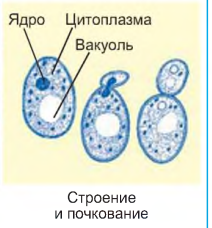 Ядро Цитоплазма
Вакуоль
Строение
и почкование